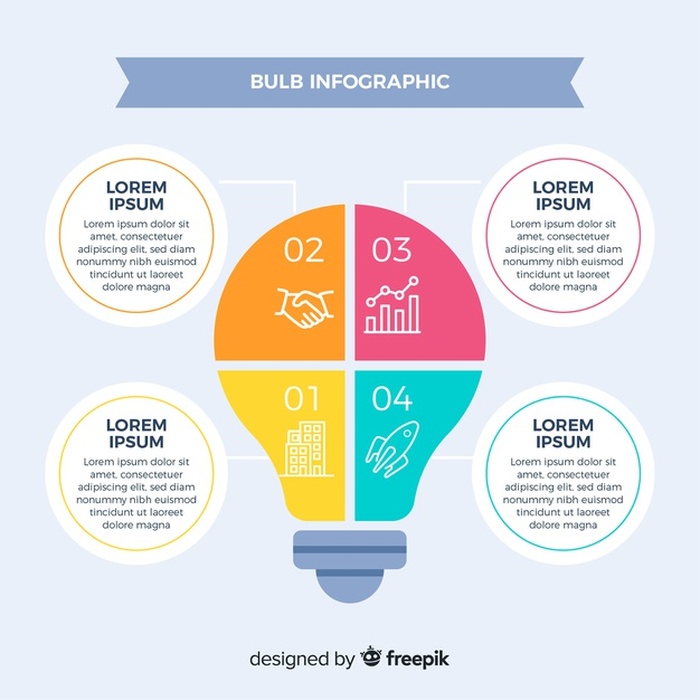 BULB INFOGRAPHIC
LOREM
IPSUM
Lorem ipsum dolor sit
amet, consectetuer
adipiscing elit, sed diam
nonummy nibh euismod
tincidunt ut laoreet
dolore magna
02
03
LOREM
IPSUM
Lorem ipsum dolor sit
amet, consectetuer
adipiscing elit, sed diam
nonummy nibh euismod
tincidunt ut laoreet
dolore magna
LOREM
IPSUM
Lorem ipsum dolor sit
amet, consectetuer
adipiscing elit, sed diam
nonummy nibh euismod
tincidunt ut laoreet
dolore magna
01
04
LOREM
IPSUM
Lorem ipsum dolor sit
amet, consectetuer
adipiscing elit, sed diam
nonummy nibh euismod
tincidunt ut laoreet
dolore magna
designed by freepik